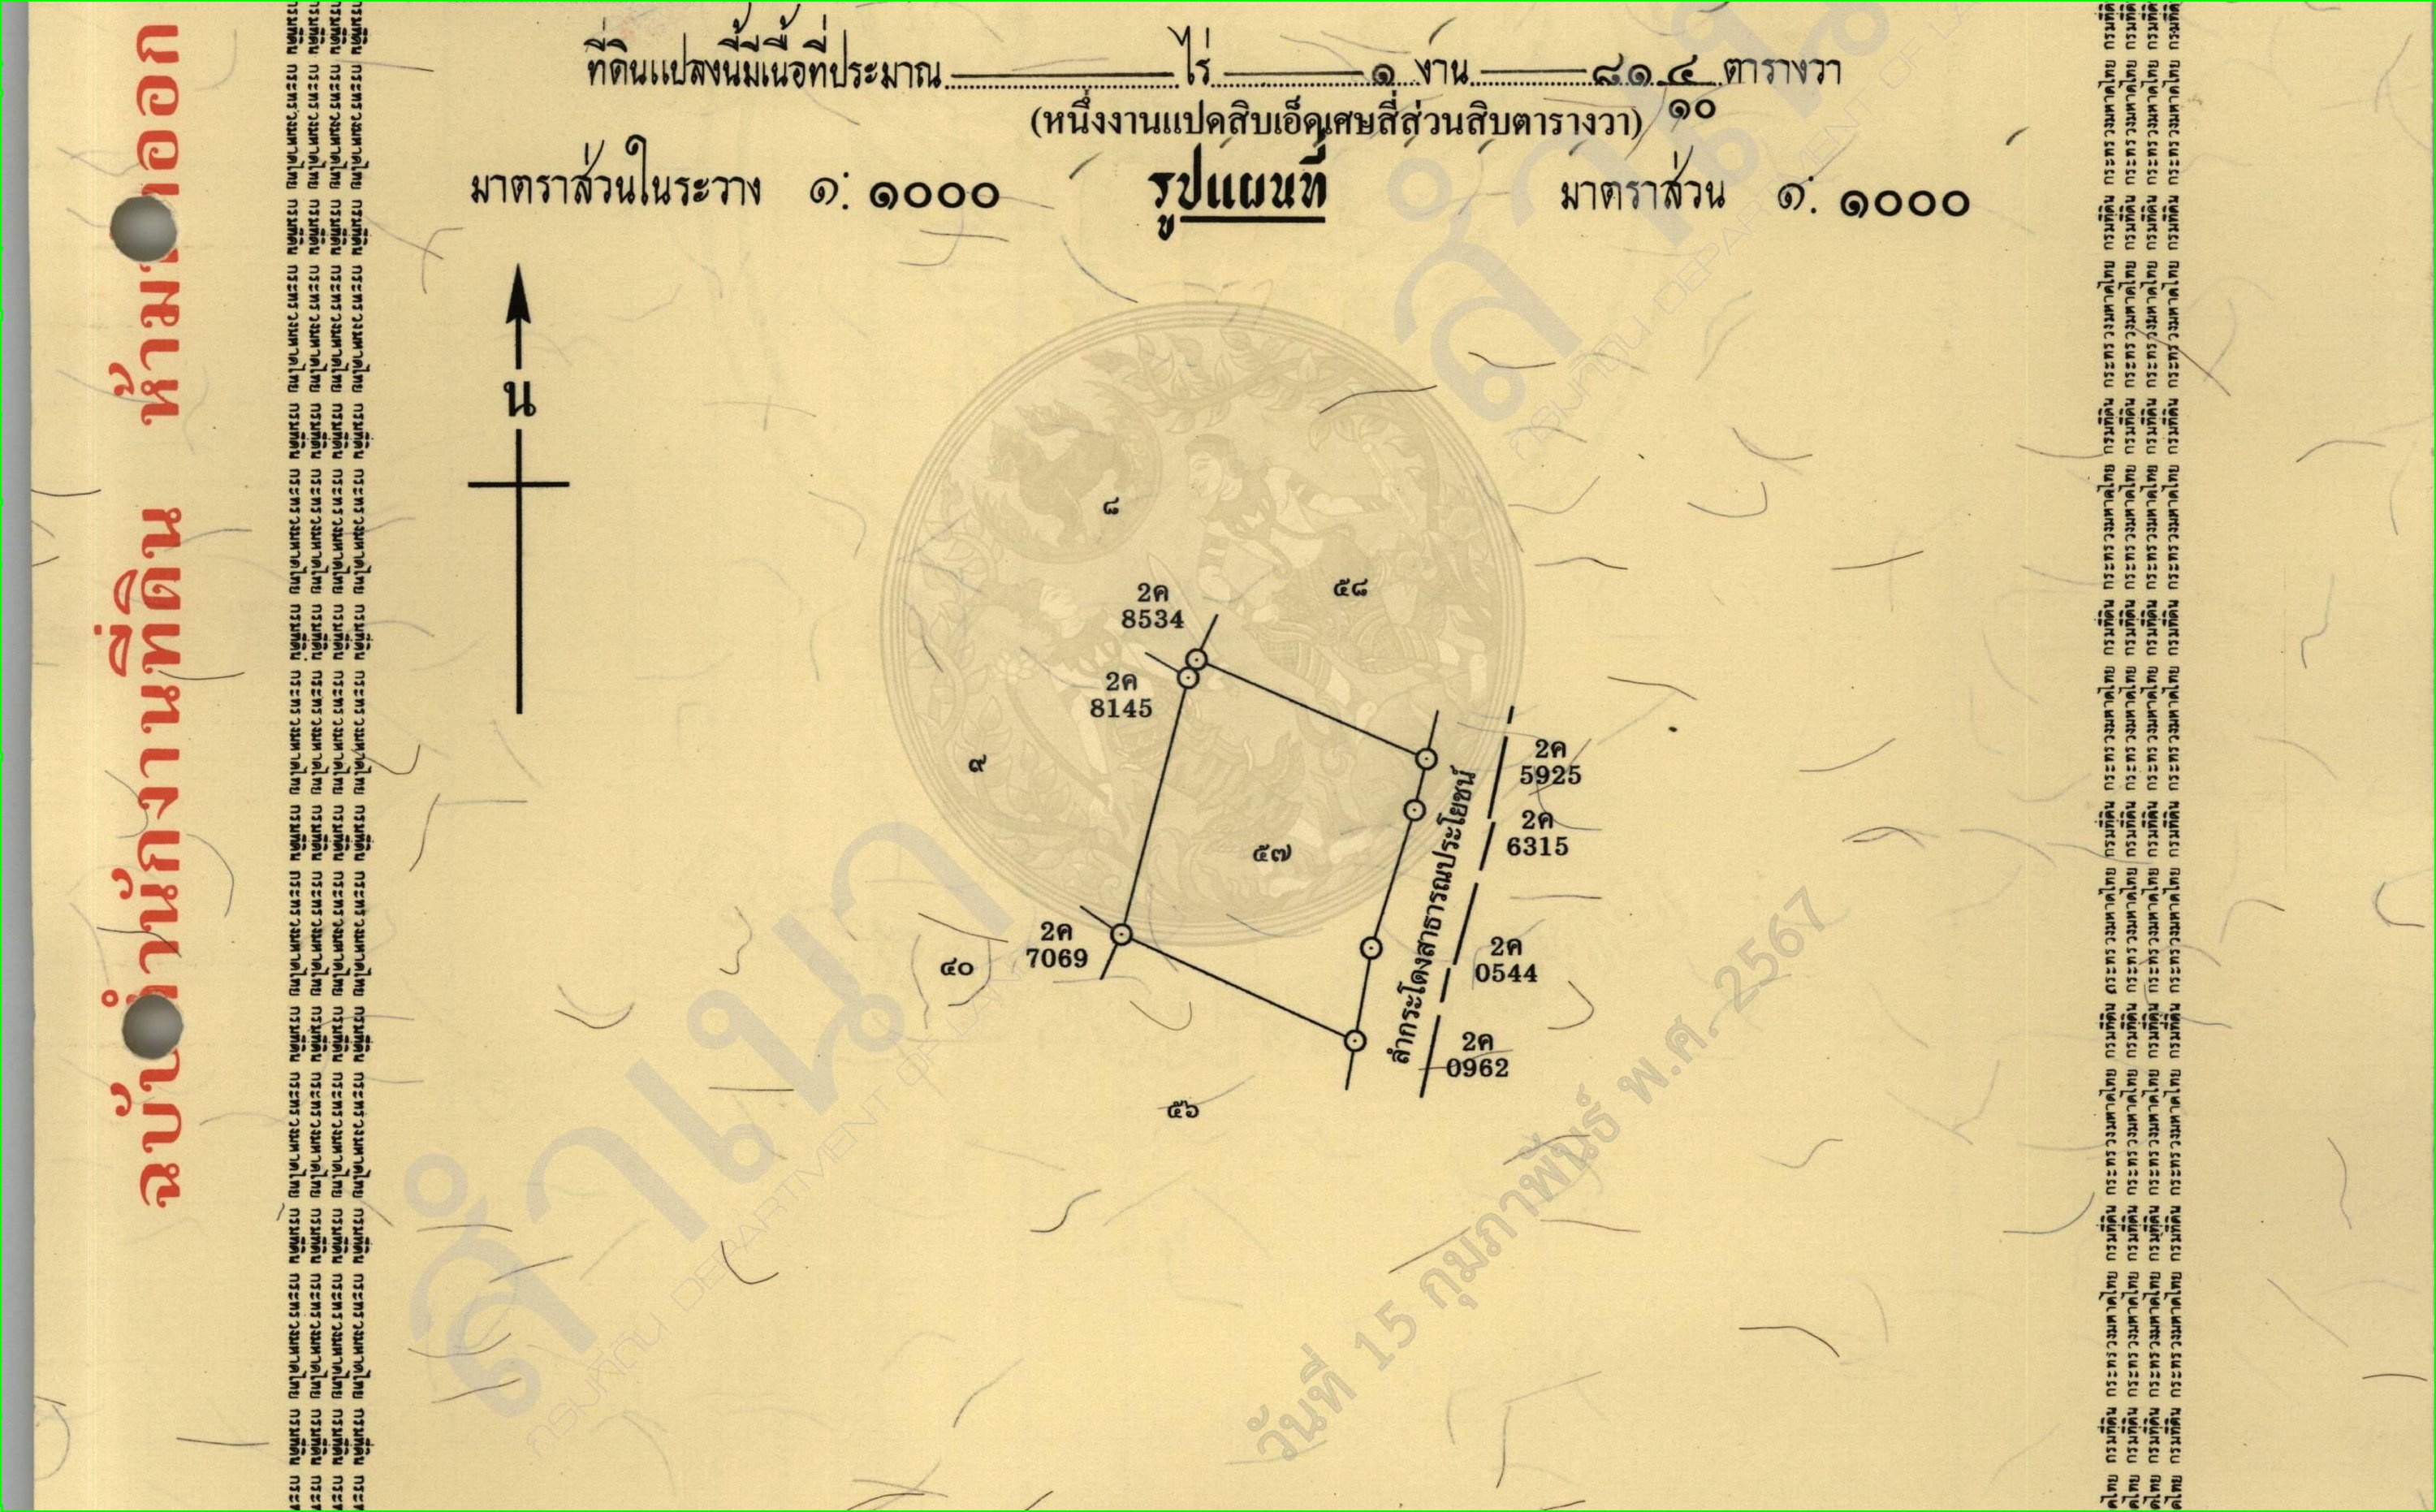 ที่ดินแปลงนี้มีเนื้อที่ประมาณ ไร่ ๑ งาน ๘๑ ๔/๑๐ ตารางวา
(หนึ่งงานแปดสิบเอ็ดเศษสี่ส่วนสิบตารางวา)
มาตราส่วนในระวาง ๑: ๑๐๐๐ รูปแผนที่ มาตราส่วน ๑: ๑๐๐๐
น
๘
๕๘
2ค
8534
2ค
8145
๙
2ค
5925
2ค
6315
๕๗
ลำกระโดงสาธารณประโยชน์
2ค
7069
๔๐
2ค
0544
2ค
0962
๕๖
ฉบับสำนักงานที่ดิน ห้าม ออก
สำเนา
กรมที่ดิน DEPARTMENT OF
วันที่ 15 กุมภาพันธ์ พ.ศ. 2567
กรมที่ดิน กระทรวงมหาดไทย